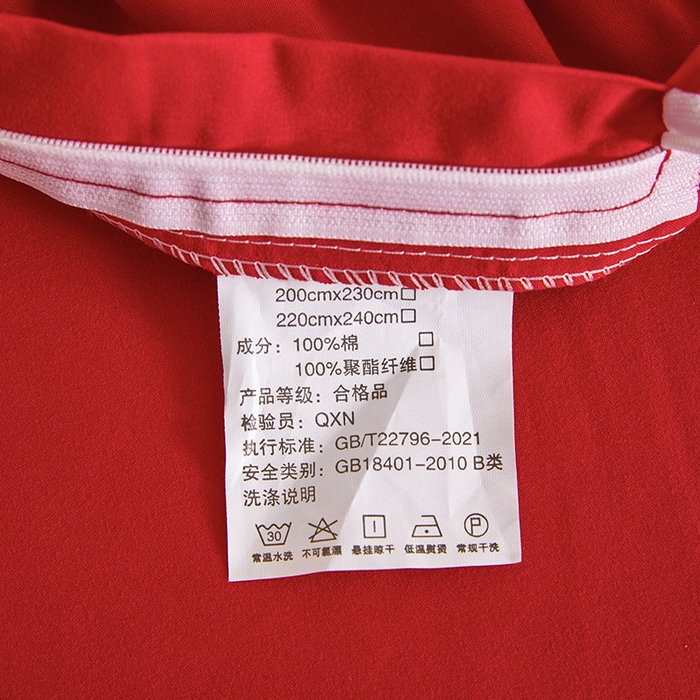 200cmx230cm□
220cmx240cm□
成分：100%棉 □
100%聚酯纤维□
产品等级：合格品
检验员：QXN
执行标准：GB/T22796-2021
安全类别：GB18401-2010 B类
洗涤说明
30 P
常温水洗 不可氯漂 悬挂晾干 低温熨烫 常规干洗